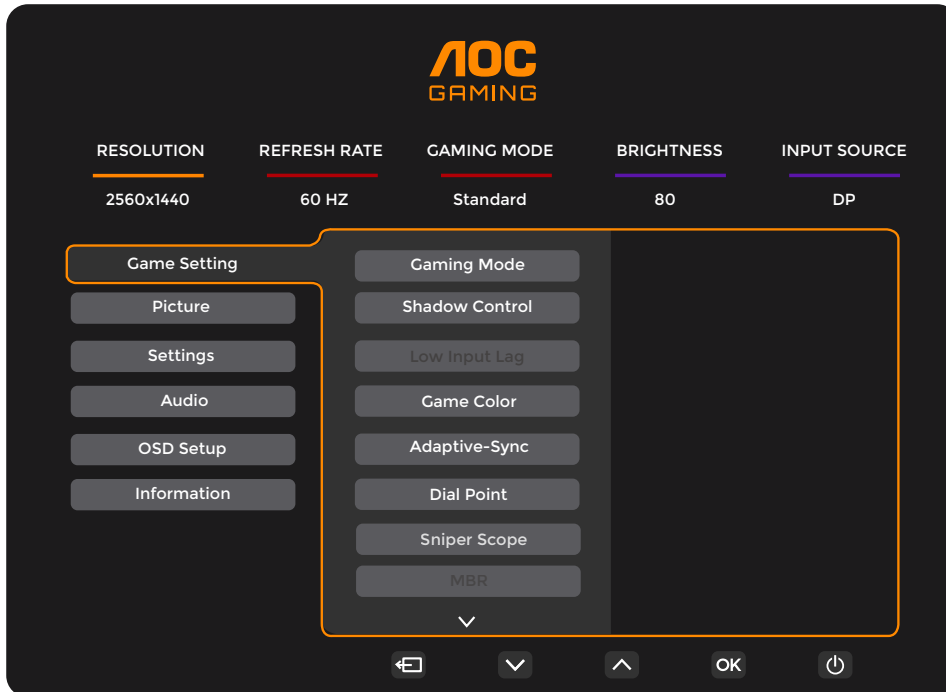 AOC
GAMING
RESOLUTION REFRESH RATE GAMING MODE BRIGHTNESS INPUT SOURCE
2560x1440 60 HZ Standard 80 DP
Game Setting
Picture
Settings
Audio
OSD Setup
Information
Gaming Mode
Shadow Control
Low Input Lag
Game Color
Adaptive-Sync
Dial Point
Sniper Scope
MBR
OK